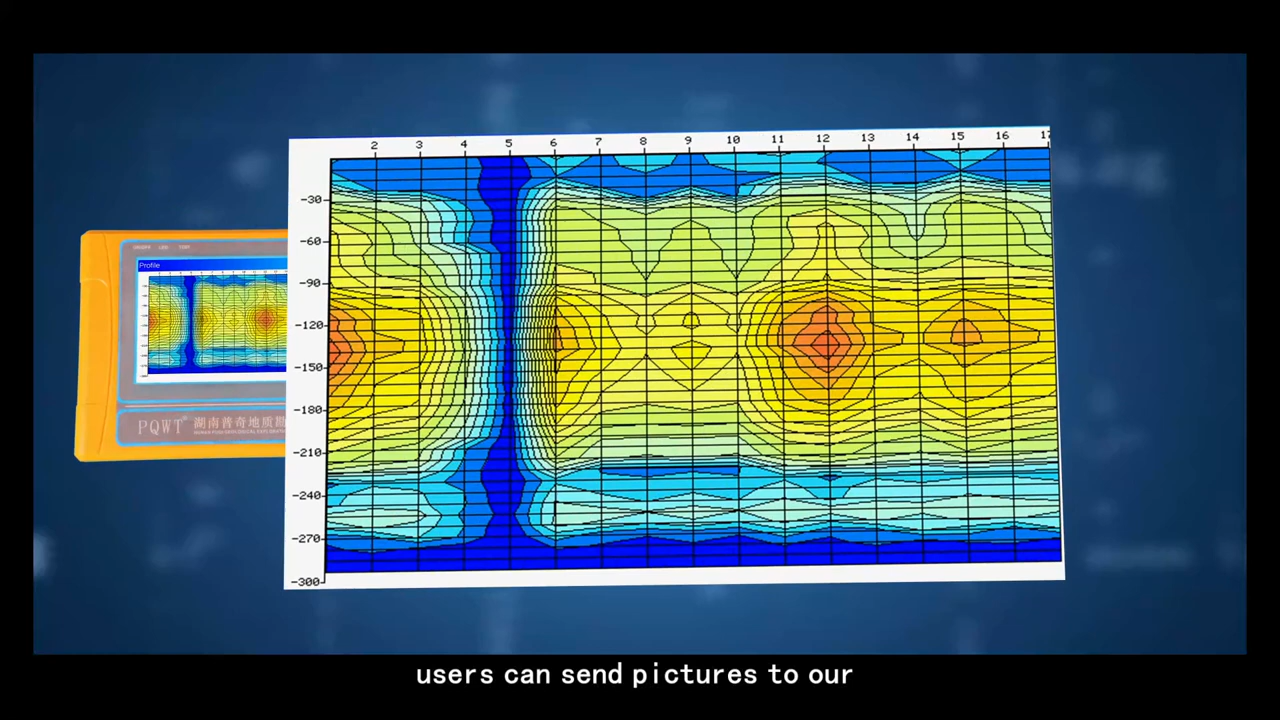 2 3 4 5 6 7 8 9 10 11 12 13 14 15 16 17
-30
-60
-90
-120
-150
-180
-210
-240
-270
-300
Profile
PQWT® 湖南普奇地质勘
users can send pictures to our